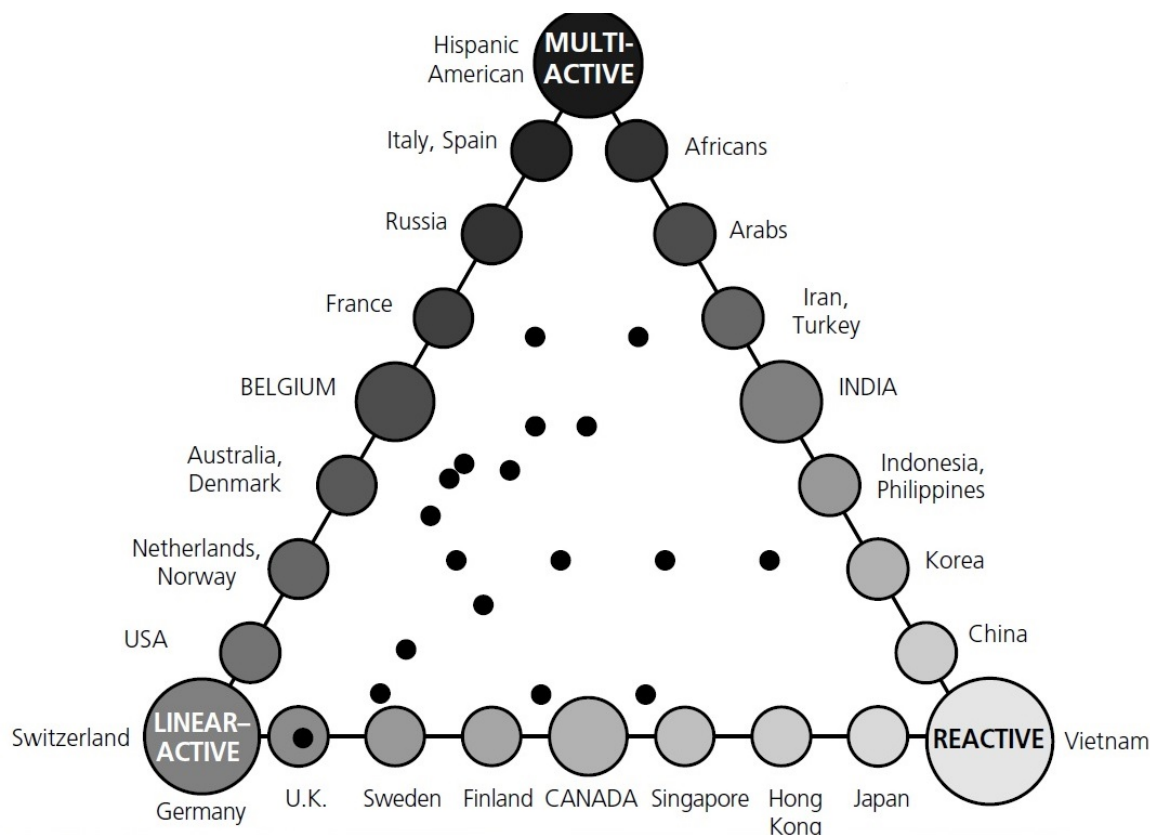 Hispanic
American
MULTI-
ACTIVE
Italy, Spain
Africans
Russia
Arabs
France
Iran,
Turkey
BELGIUM
INDIA
Australia,
Denmark
Indonesia,
Philippines
Netherlands,
Norway
Korea
USA
China
Switzerland
LINEAR–
ACTIVE
REACTIVE
Vietnam
Germany
U.K.
Sweden
Finland
CANADA
Singapore
Hong
Kong
Japan